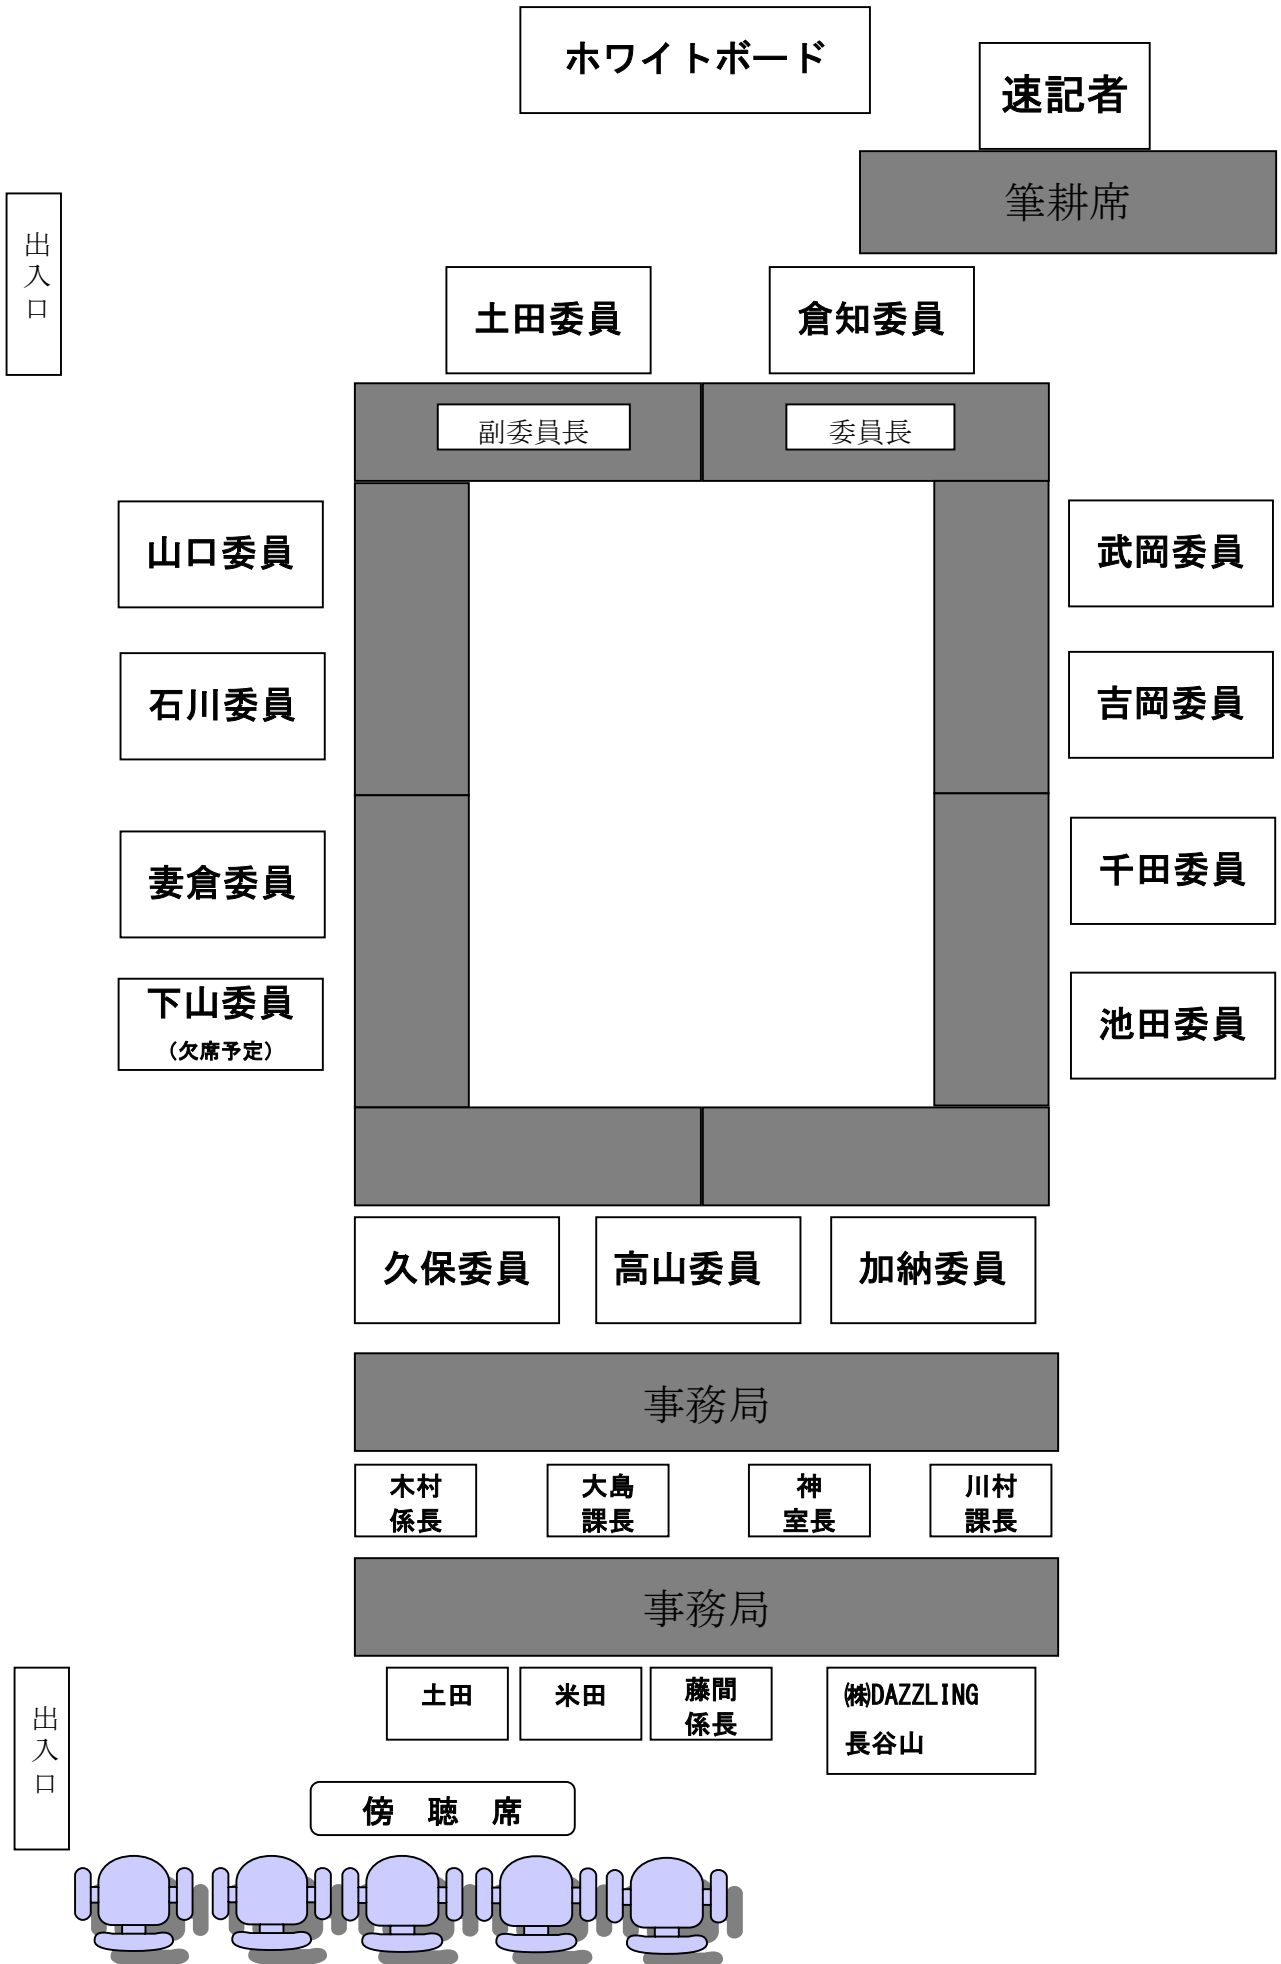 ホワイトボード
速記者
筆耕席
出入口
土田委員
倉知委員
副委員長
委員長
山口委員
武岡委員
石川委員
吉岡委員
妻倉委員
千田委員
下山委員
（欠席予定）
池田委員
久保委員
高山委員
加納委員
事務局
木村
係長
大島
課長
神
室長
川村
課長
事務局
土田
米田
藤間
係長
㈱DAZZLING
長谷山
出入口
傍　聴　席